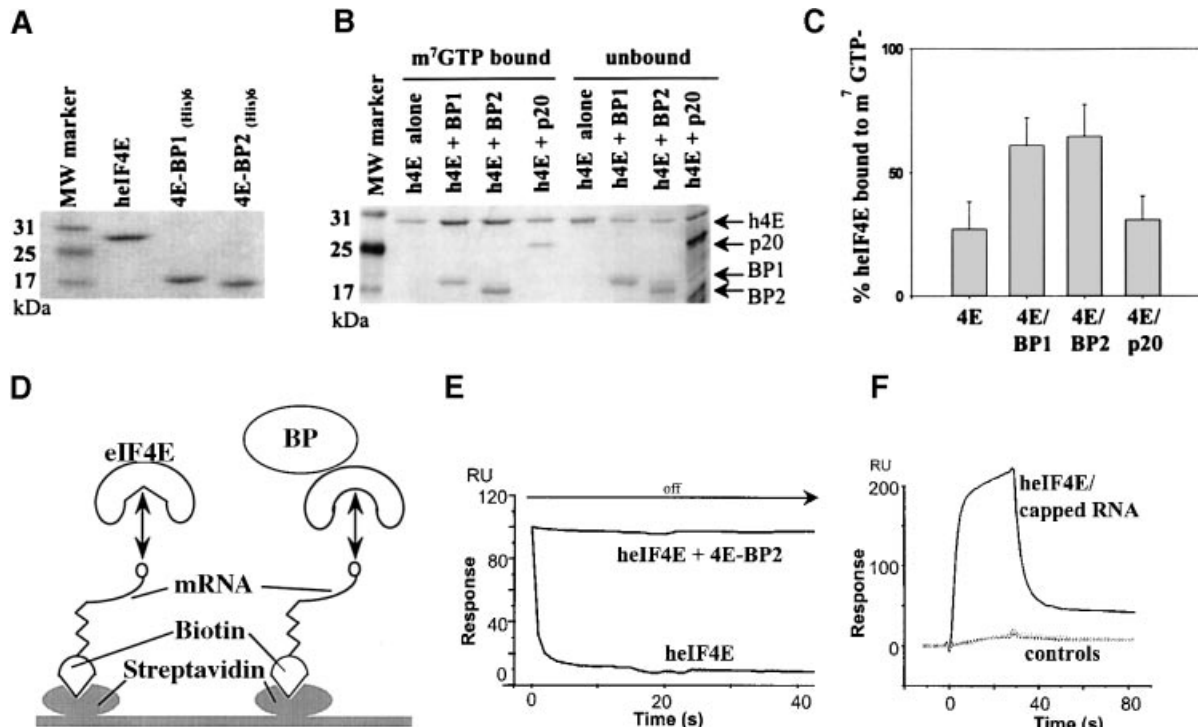 A
MW marker
heIF4E
4E-BP1 (His)6
4E-BP2 (His)6
31
25
17
kDa
B
m7GTP bound
unbound
MW marker
h4E alone
h4E + BP1
h4E + BP2
h4E + p20
h4E alone
h4E + BP1
h4E + BP2
h4E + p20
31
25
17
kDa
h4E
p20
BP1
BP2
C
% heIF4E bound to m7 GTP-
100
50
0
4E
4E/
BP1
4E/
BP2
4E/
p20
D
eIF4E
BP
mRNA
Biotin
Streptavidin
E
RU
120
80
40
0
Response
off
heIF4E + 4E-BP2
heIF4E
0
20
40
Time (s)
F
RU
200
100
0
Response
heIF4E/
capped RNA
controls
0
40
80
Time (s)